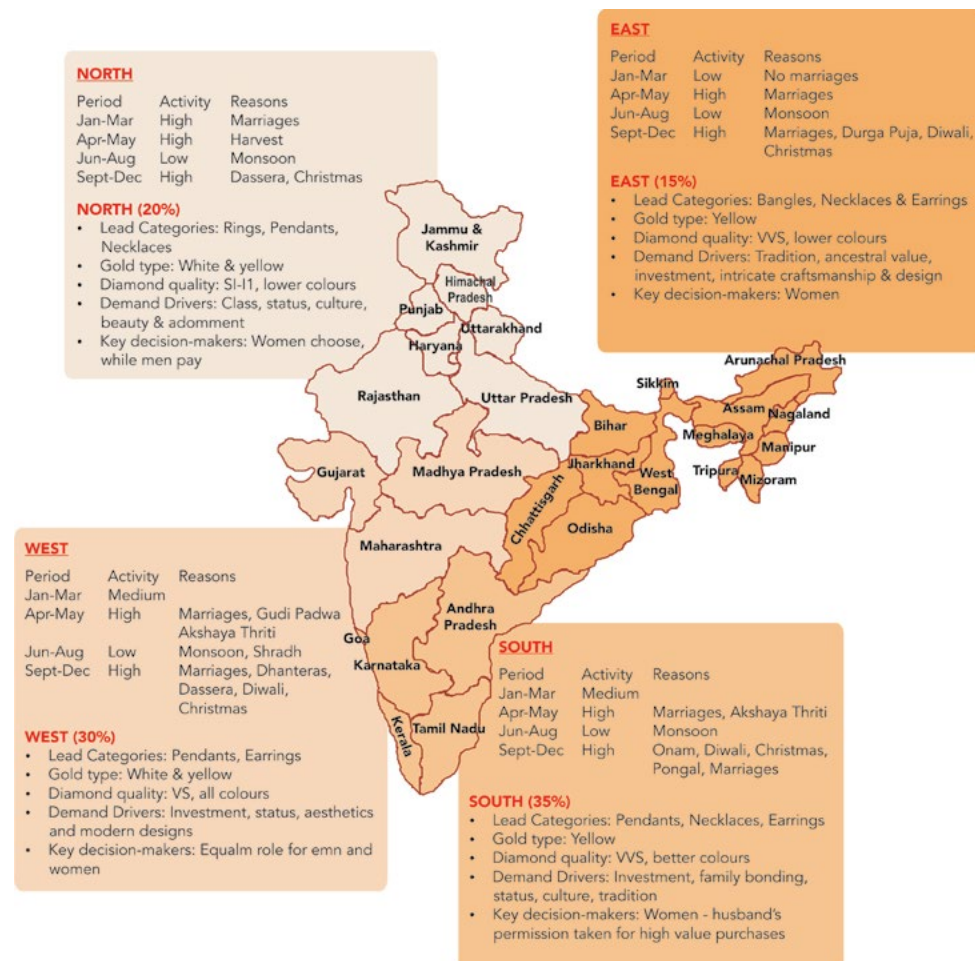 NORTH
Period Activity Reasons
Jan-Mar High Marriages
Apr-May High Harvest
Jun-Aug Low Monsoon
Sept-Dec High Dassera, Christmas
NORTH (20%)
• Lead Categories: Rings, Pendants,
Necklaces
• Gold type: White & yellow
• Diamond quality: SI-I1, lower colours
• Demand Drivers: Class, status, culture,
beauty & adornment
• Key decision-makers: Women choose,
while men pay
EAST
Period Activity Reasons
Jan-Mar Low No marriages
Apr-May High Marriages
Jun-Aug Low Monsoon
Sept-Dec High Marriages, Durga Puja, Diwali,
Christmas
EAST (15%)
• Lead Categories: Bangles, Necklaces & Earrings
• Gold type: Yellow
• Diamond quality: VVS, lower colours
• Demand Drivers: Tradition, ancestral value,
investment, intricate craftsmanship & design
• Key decision-makers: Women
Jammu &
Kashmir
Himachal
Pradesh
Punjab
Uttarakhand
Haryana
Rajasthan
Uttar Pradesh
Arunachal Pradesh
Sikkim
Assam
Nagaland
Meghalaya
Manipur
Tripura
Mizoram
Bihar
Jharkhand
West
Bengal
Chhattisgarh
Odisha
Gujarat
Madhya Pradesh
Maharashtra
Andhra
Pradesh
Goa
Karnataka
Kerala
Tamil Nadu
WEST
Period Activity Reasons
Jan-Mar Medium
Apr-May High Marriages, Gudi Padwa
Akshaya Thriti
Jun-Aug Low Monsoon, Shradh
Sept-Dec High Marriages, Dhanteras,
Dassera, Diwali,
Christmas
WEST (30%)
• Lead Categories: Pendants, Earrings
• Gold type: White & yellow
• Diamond quality: VS, all colours
• Demand Drivers: Investment, status, aesthetics
and modern designs
• Key decision-makers: Equalm role for emn and
women
SOUTH
Period Activity Reasons
Jan-Mar Medium
Apr-May High Marriages, Akshaya Thriti
Jun-Aug Low Monsoon
Sept-Dec High Onam, Diwali, Christmas,
Pongal, Marriages
SOUTH (35%)
• Lead Categories: Pendants, Necklaces, Earrings
• Gold type: Yellow
• Diamond quality: VVS, better colours
• Demand Drivers: Investment, family bonding,
status, culture, tradition
• Key decision-makers: Women - husband's
permission taken for high value purchases